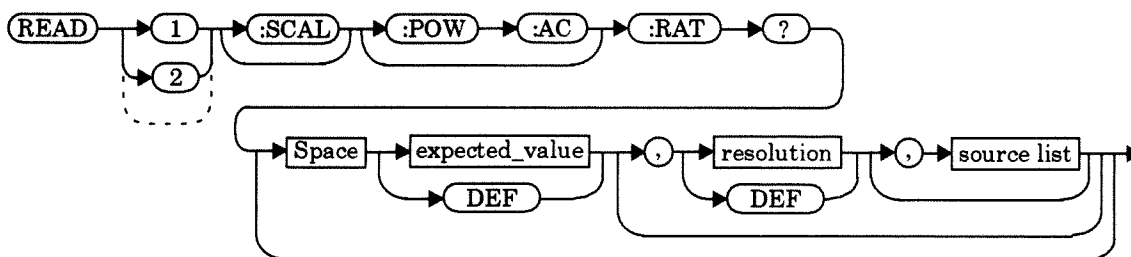 READ 1 :SCAL :POW :AC :RAT ?
2
Space expected_value , resolution , source list
DEF DEF